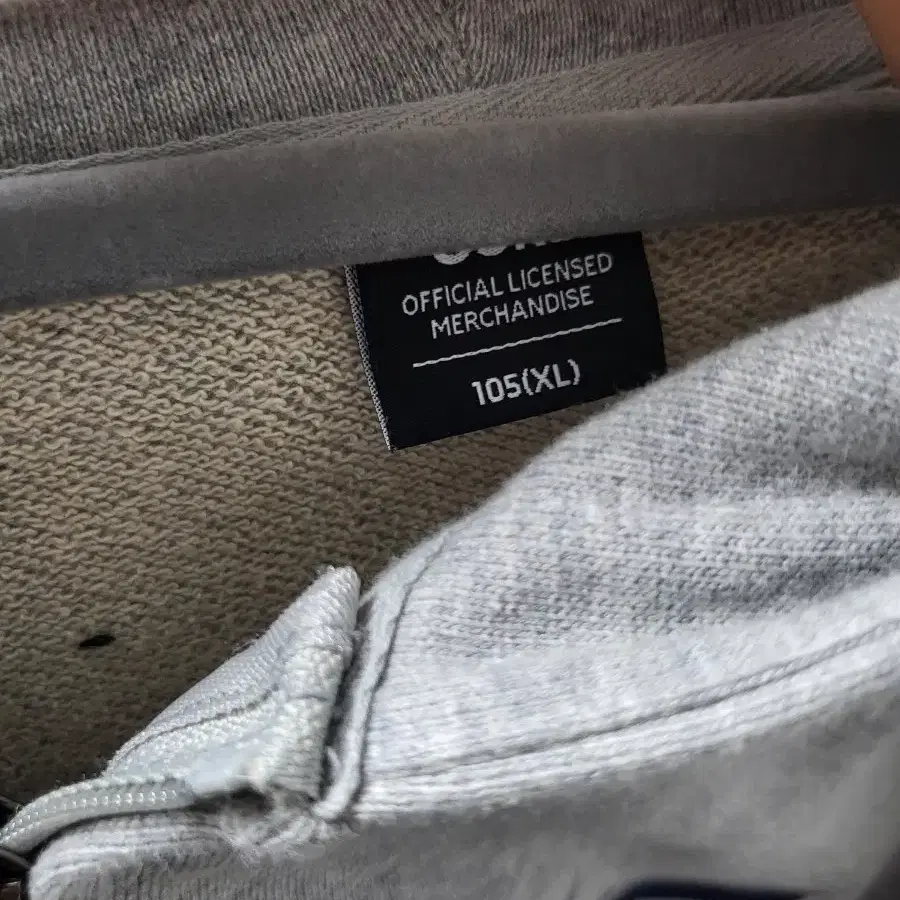 OFFICIAL LICENSED
MERCHANDISE
105(XL)